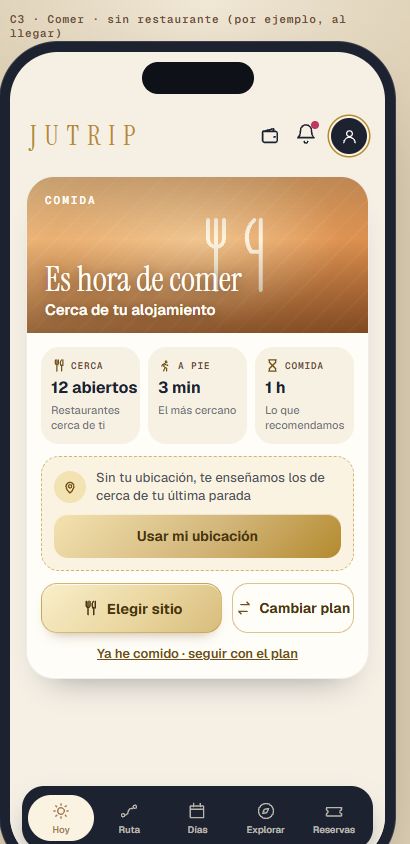 C3 · Comer · sin restaurante (por ejemplo, al
llegar)
JUTRIP
COMIDA
Es hora de comer
Cerca de tu alojamiento
CERCA
12 abiertos
Restaurantes
cerca de ti
A PIE
3 min
El más cercano
COMIDA
1 h
Lo que
recomendamos
Sin tu ubicación, te enseñamos los de
cerca de tu última parada
Usar mi ubicación
Elegir sitio
Cambiar plan
Ya he comido · seguir con el plan
Hoy
Ruta
Días
Explorar
Reservas